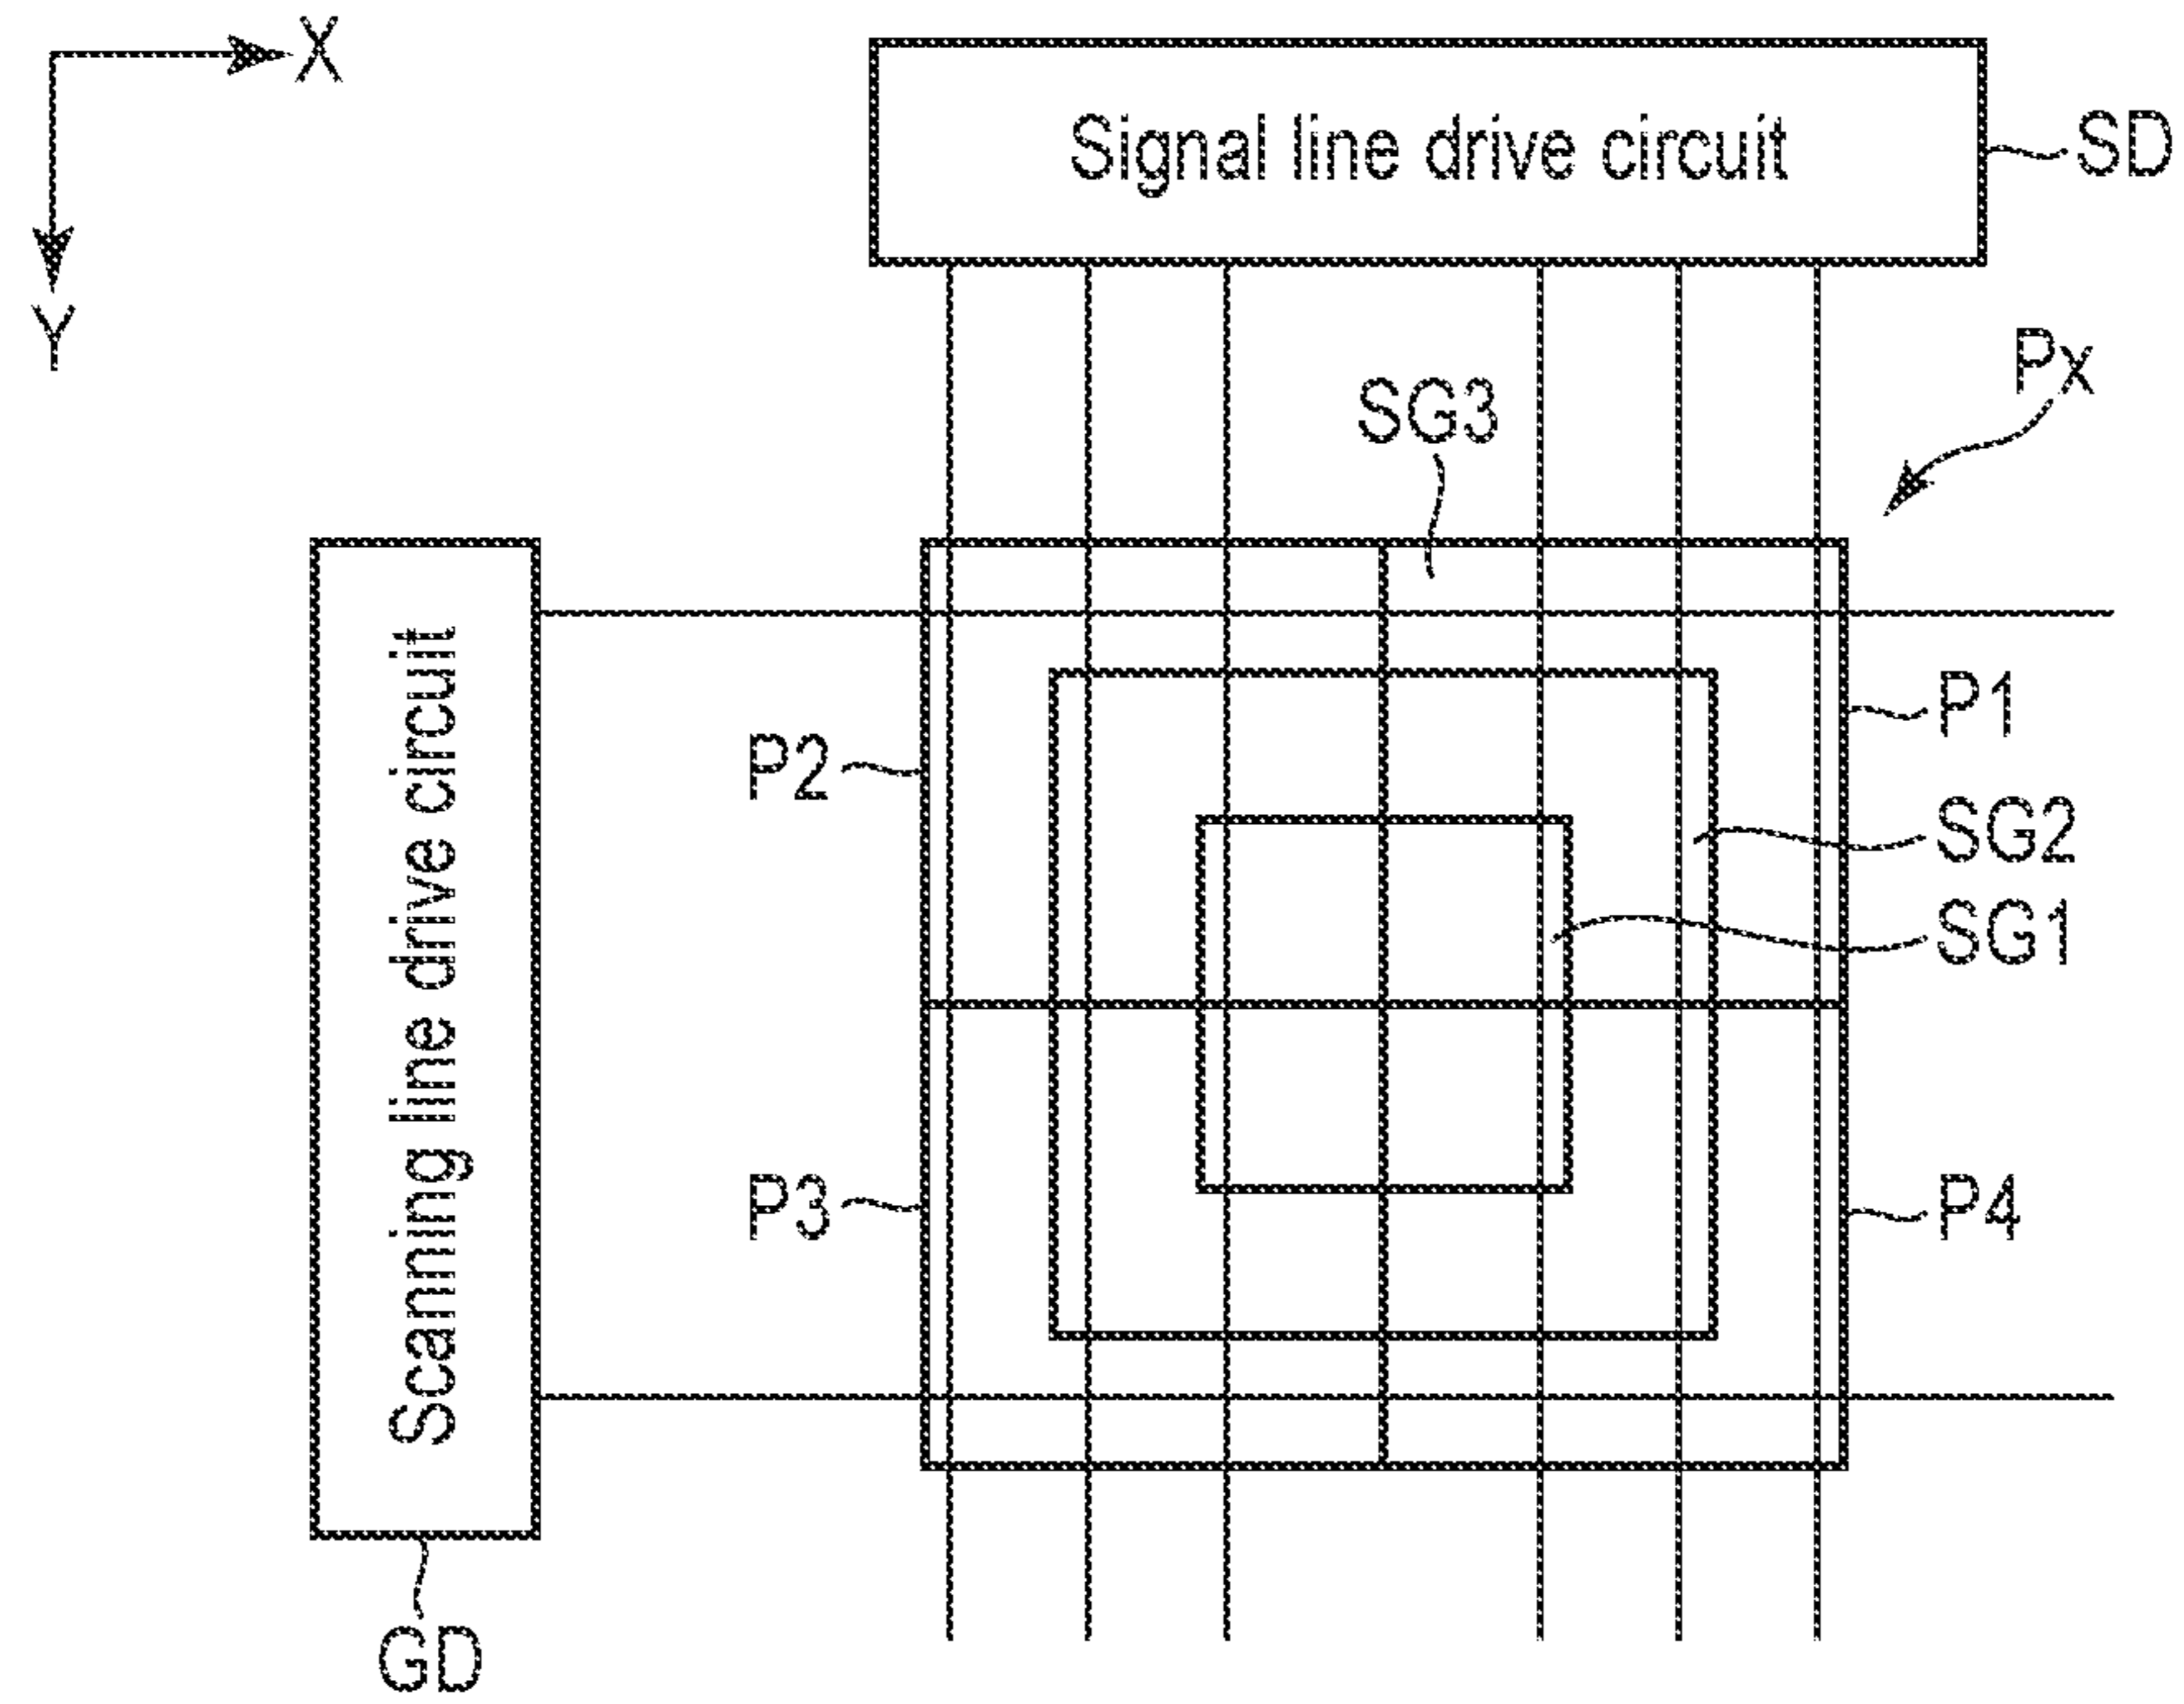 X
Signal line drive circuit
SD
Y
Px
SG3
P1
P2
SG2
Scanning line drive circuit
SG1
P3
P4
GD